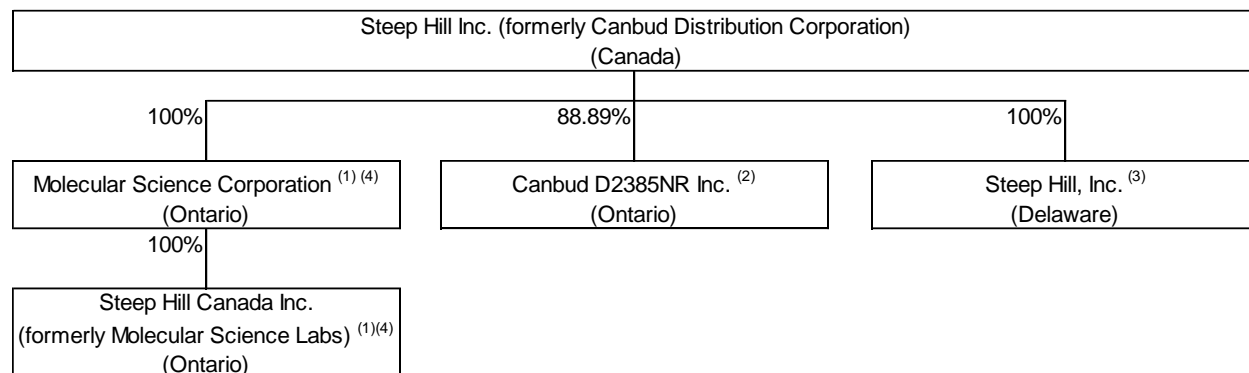 Steep Hill Inc. (formerly Canbud Distribution Corporation)
(Canada)
100%
88.89%
100%
Molecular Science Corporation (1) (4)
(Ontario)
Canbud D2385NR Inc. (2)
(Ontario)
Steep Hill, Inc. (3)
(Delaware)
100%
Steep Hill Canada Inc.
(formerly Molecular Science Labs) (1)(4)
(Ontario)